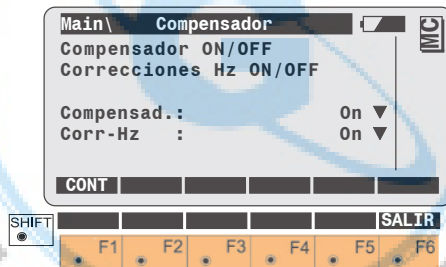 Main\ Compensador
MC
Compensador ON/OFF
Correcciones Hz ON/OFF
Compensad.: On ▼
Corr-Hz : On ▼
CONT
SHIFT SALIR
F1 F2 F3 F4 F5 F6